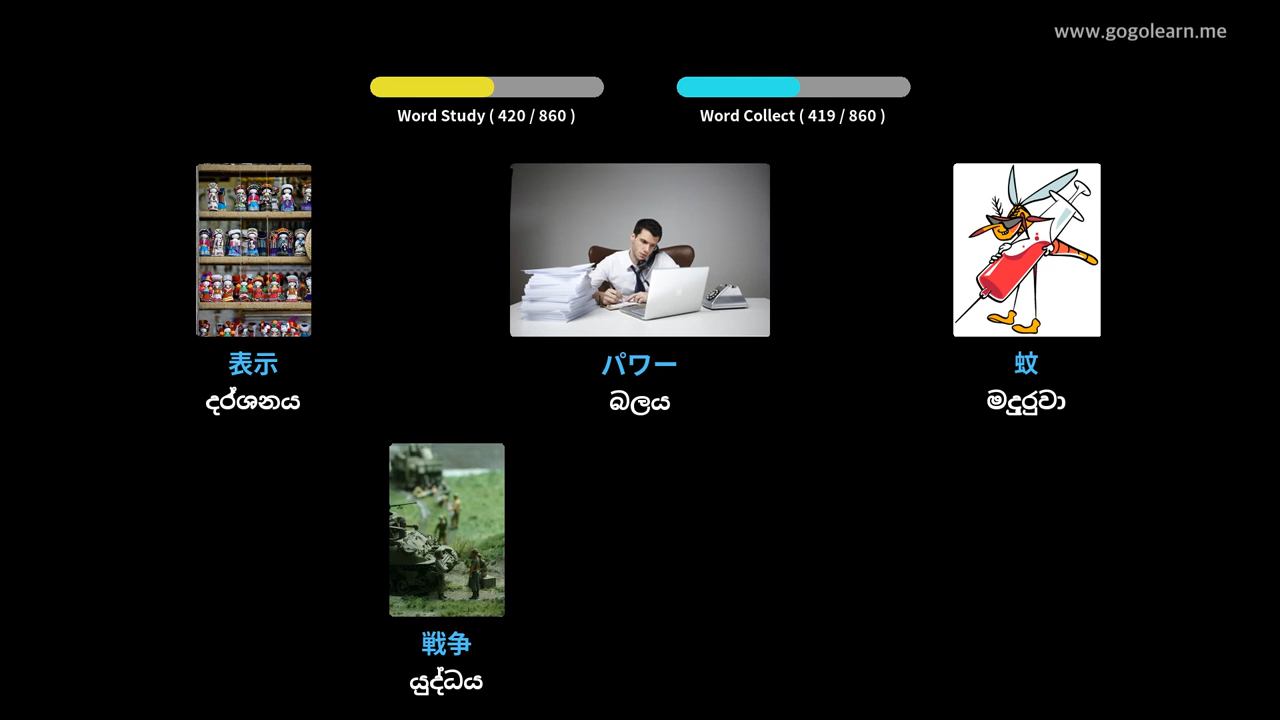 www.gogolearn.me
Word Study ( 420 / 860 )
Word Collect ( 419 / 860 )
表示
දර්ශනය
パワー
බලය
蚊
මදුරුවා
戦争
යුද්ධය